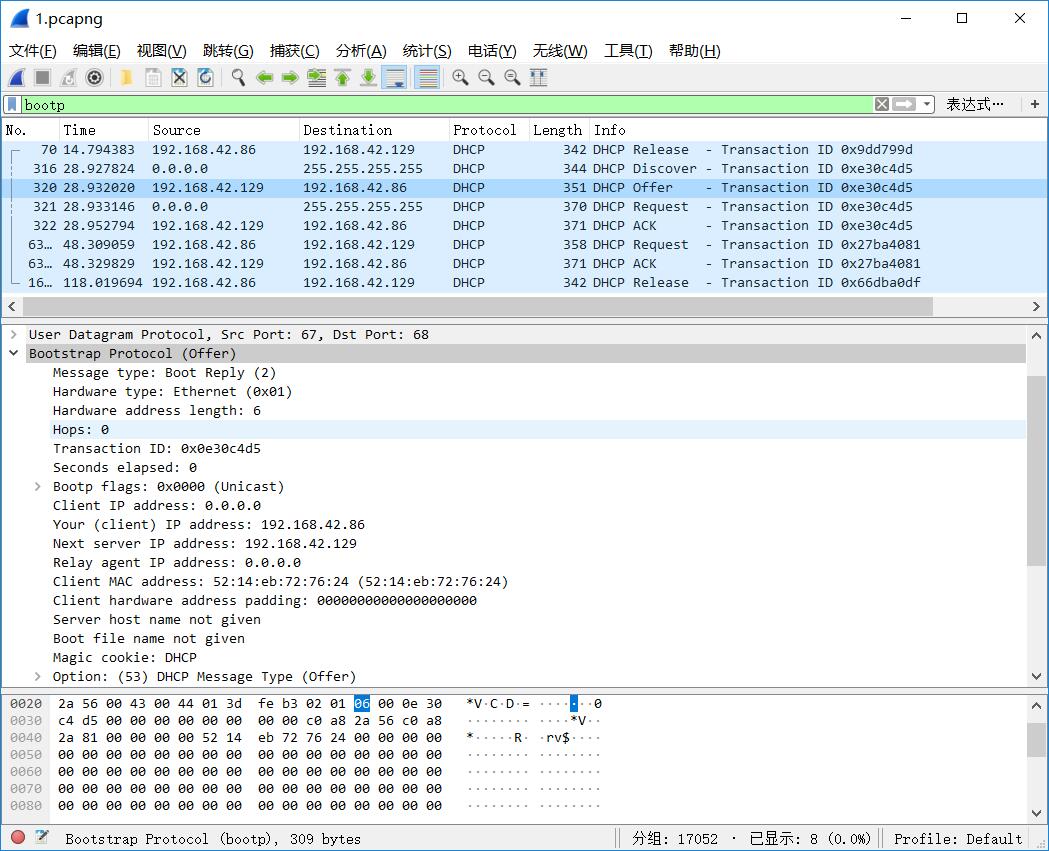 1.pcapng
文件(F) 编辑(E) 视图(V) 跳转(G) 捕获(C) 分析(A) 统计(S) 电话(Y) 无线(W) 工具(T) 帮助(H)
bootp 表达式… +
No. Time Source Destination Protocol Length Info
70 14.794383 192.168.42.86 192.168.42.129 DHCP 342 DHCP Release - Transaction ID 0x9dd799d
316 28.927824 0.0.0.0 255.255.255.255 DHCP 344 DHCP Discover - Transaction ID 0xe30c4d5
320 28.932020 192.168.42.129 192.168.42.86 DHCP 351 DHCP Offer - Transaction ID 0xe30c4d5
321 28.933146 0.0.0.0 255.255.255.255 DHCP 370 DHCP Request - Transaction ID 0xe30c4d5
322 28.952794 192.168.42.129 192.168.42.86 DHCP 371 DHCP ACK - Transaction ID 0xe30c4d5
63… 48.309059 192.168.42.86 192.168.42.129 DHCP 358 DHCP Request - Transaction ID 0x27ba4081
63… 48.329829 192.168.42.129 192.168.42.86 DHCP 371 DHCP ACK - Transaction ID 0x27ba4081
16… 118.019694 192.168.42.86 192.168.42.129 DHCP 342 DHCP Release - Transaction ID 0x66dba0df
User Datagram Protocol, Src Port: 67, Dst Port: 68
Bootstrap Protocol (Offer)
Message type: Boot Reply (2)
Hardware type: Ethernet (0x01)
Hardware address length: 6
Hops: 0
Transaction ID: 0x0e30c4d5
Seconds elapsed: 0
Bootp flags: 0x0000 (Unicast)
Client IP address: 0.0.0.0
Your (client) IP address: 192.168.42.86
Next server IP address: 192.168.42.129
Relay agent IP address: 0.0.0.0
Client MAC address: 52:14:eb:72:76:24 (52:14:eb:72:76:24)
Client hardware address padding: 00000000000000000000
Server host name not given
Boot file name not given
Magic cookie: DHCP
Option: (53) DHCP Message Type (Offer)
0020 2a 56 00 43 00 44 01 3d fe b3 02 01 06 00 0e 30 *V·C·D·= ·······0
0030 c4 d5 00 00 00 00 00 00 00 00 c0 a8 2a 56 c0 a8 ········ ····*V··
0040 2a 81 00 00 00 00 52 14 eb 72 76 24 00 00 00 00 *·····R· ·rv$····
0050 00 00 00 00 00 00 00 00 00 00 00 00 00 00 00 00 ········ ········
0060 00 00 00 00 00 00 00 00 00 00 00 00 00 00 00 00 ········ ········
0070 00 00 00 00 00 00 00 00 00 00 00 00 00 00 00 00 ········ ········
0080 00 00 00 00 00 00 00 00 00 00 00 00 00 00 00 00 ········ ········
Bootstrap Protocol (bootp), 309 bytes 分组: 17052 · 已显示: 8 (0.0%) Profile: Default